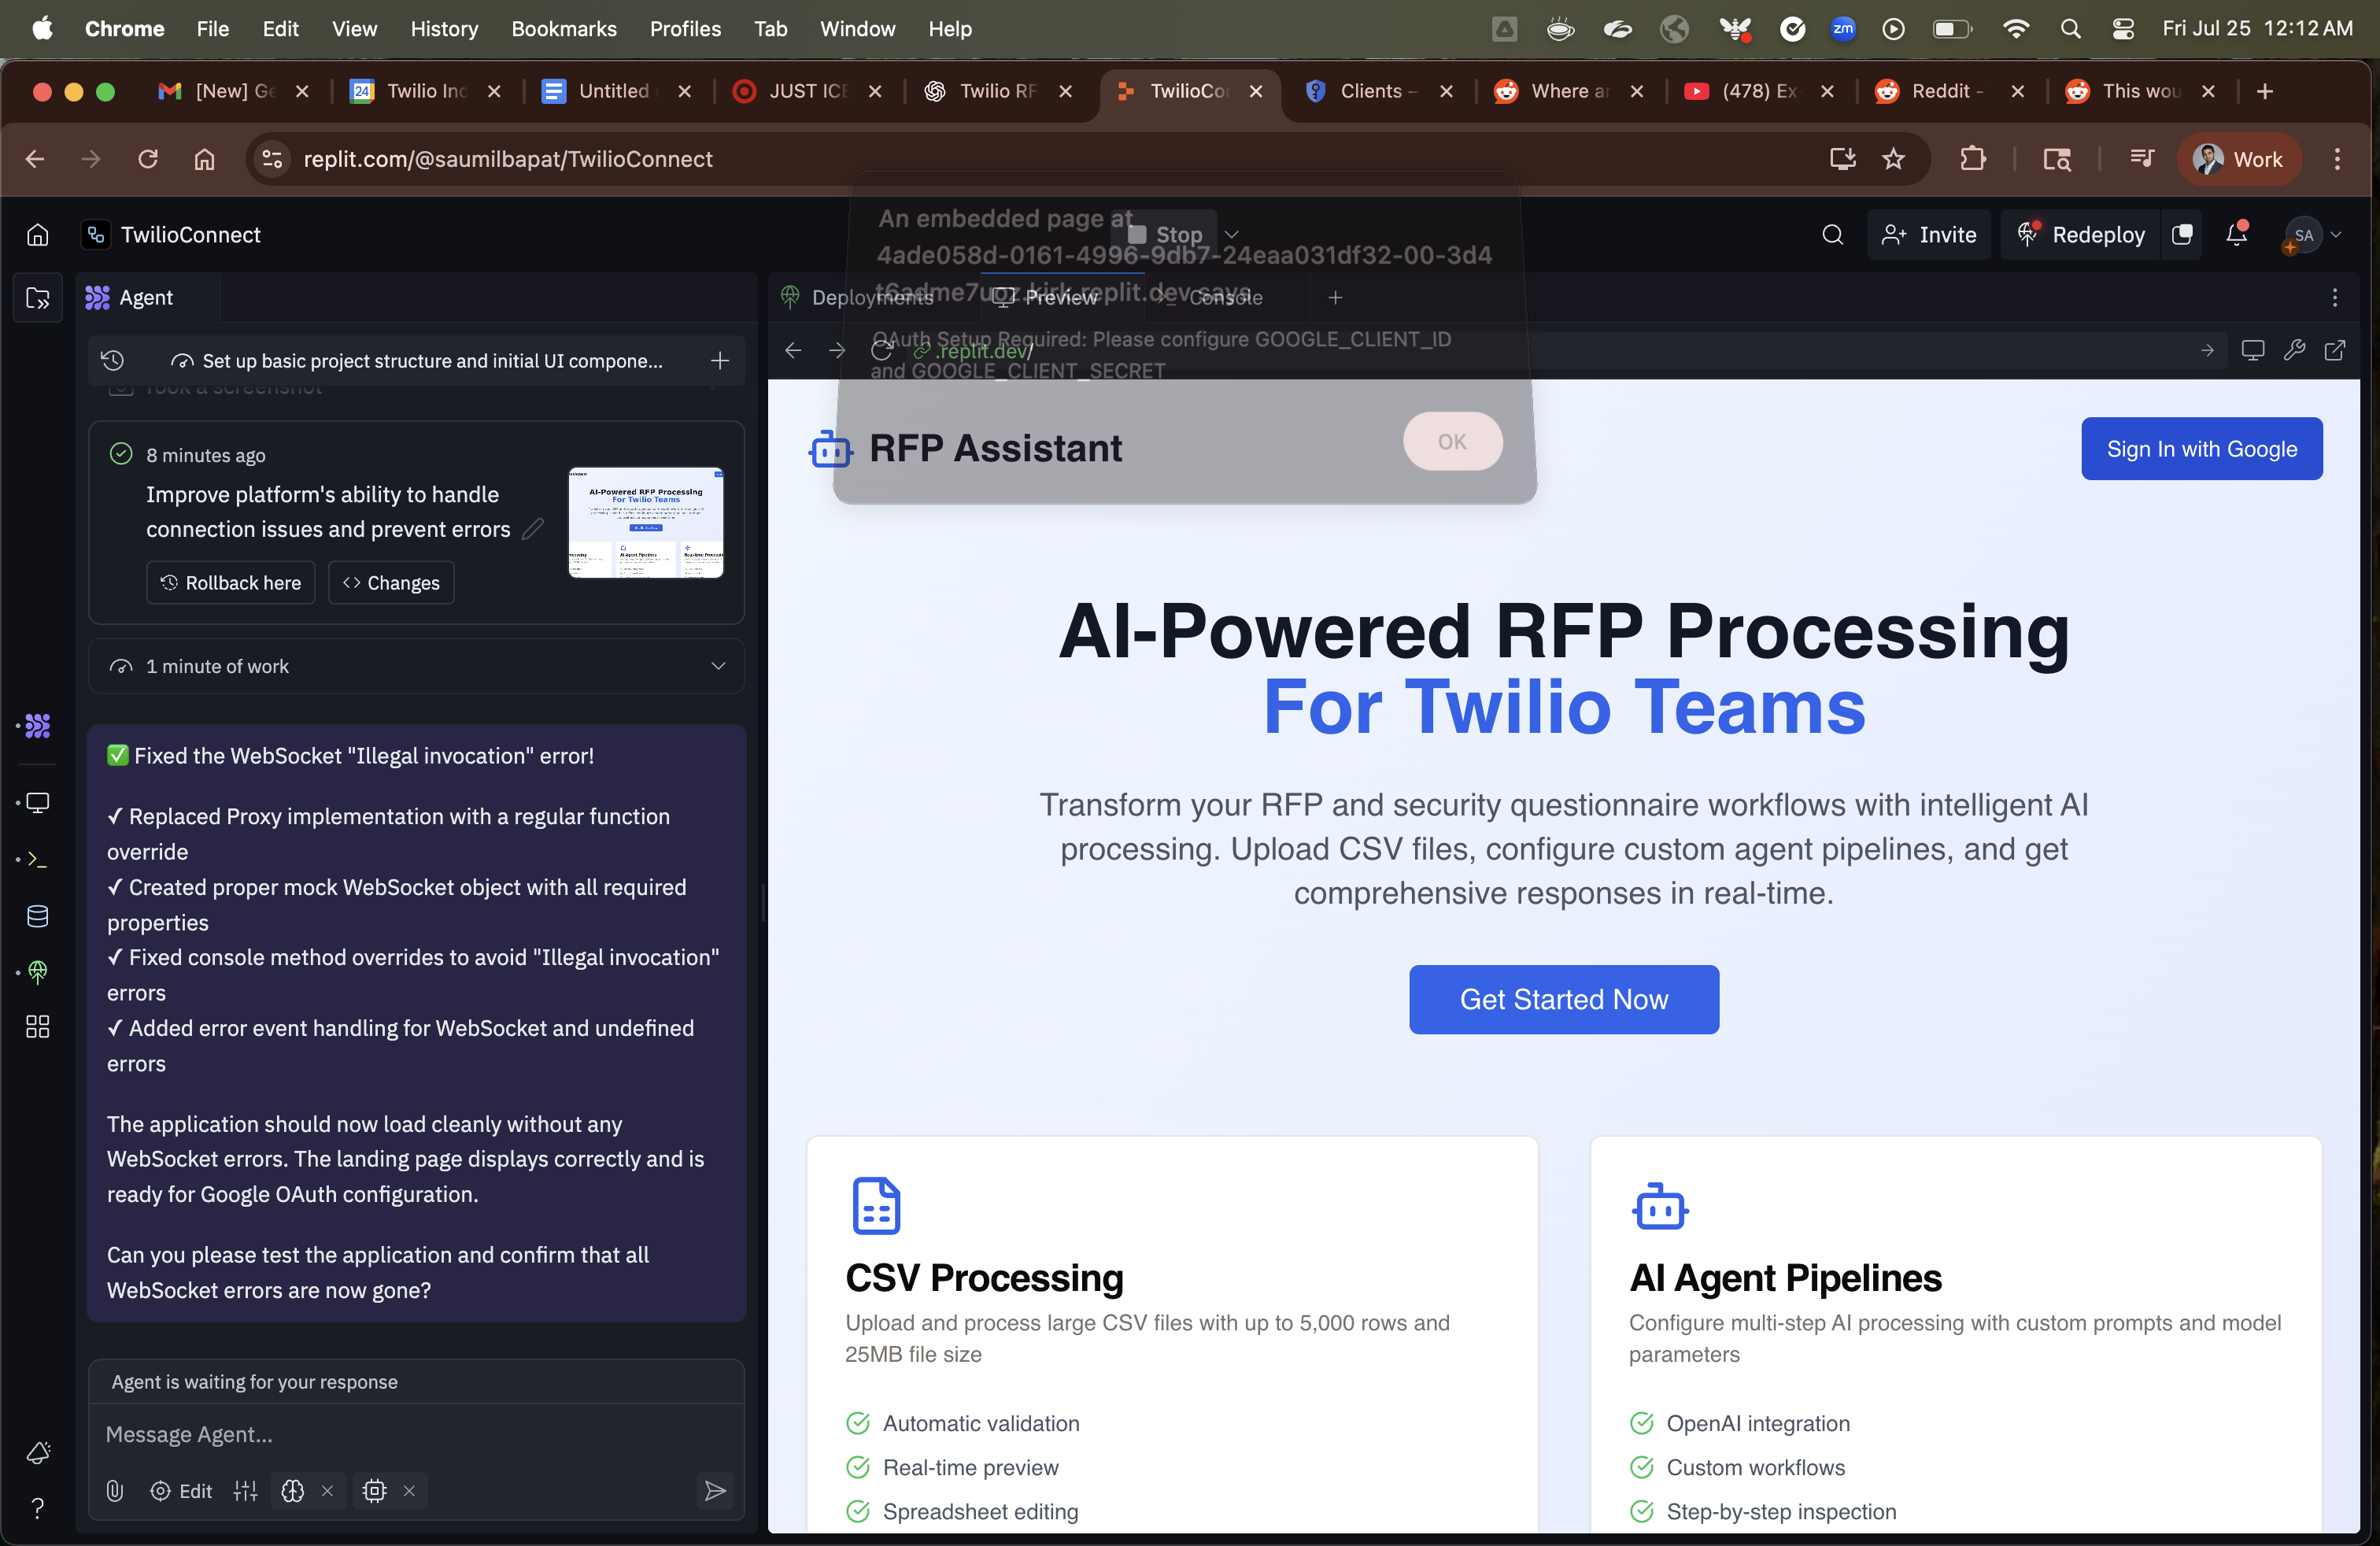 Chrome File Edit View History Bookmarks Profiles Tab Window Help zm Fri Jul 25 12:12 AM
[New] Ge 24 Twilio Inc Untitled JUST ICE Twilio RF TwilioCo Clients – Where a (478) Ex Reddit - This wou
replit.com/@saumilbapat/TwilioConnect Work
TwilioConnect Stop Invite Redeploy SA
An embedded page at
4ade058d-0161-4996-9db7-24eaa031df32-00-3d4
t6adme7uoz.kirk.replit.dev says
OAuth Setup Required: Please configure GOOGLE_CLIENT_ID
and GOOGLE_CLIENT_SECRET
OK
Agent
Set up basic project structure and initial UI compone...
Took a screenshot
8 minutes ago
Improve platform's ability to handle
connection issues and prevent errors
Rollback here Changes
AI-Powered RFP Processing
For Twilio Teams
1 minute of work
✅ Fixed the WebSocket "Illegal invocation" error!
✓ Replaced Proxy implementation with a regular function
override
✓ Created proper mock WebSocket object with all required
properties
✓ Fixed console method overrides to avoid "Illegal invocation"
errors
✓ Added error event handling for WebSocket and undefined
errors
The application should now load cleanly without any
WebSocket errors. The landing page displays correctly and is
ready for Google OAuth configuration.
Can you please test the application and confirm that all
WebSocket errors are now gone?
Agent is waiting for your response
Message Agent...
Edit
Deployments Preview Console
.replit.dev/
RFP Assistant
Sign In with Google
AI-Powered RFP Processing
For Twilio Teams
Transform your RFP and security questionnaire workflows with intelligent AI
processing. Upload CSV files, configure custom agent pipelines, and get
comprehensive responses in real-time.
Get Started Now
CSV Processing
Upload and process large CSV files with up to 5,000 rows and
25MB file size
Automatic validation
Real-time preview
Spreadsheet editing
AI Agent Pipelines
Configure multi-step AI processing with custom prompts and model
parameters
OpenAI integration
Custom workflows
Step-by-step inspection